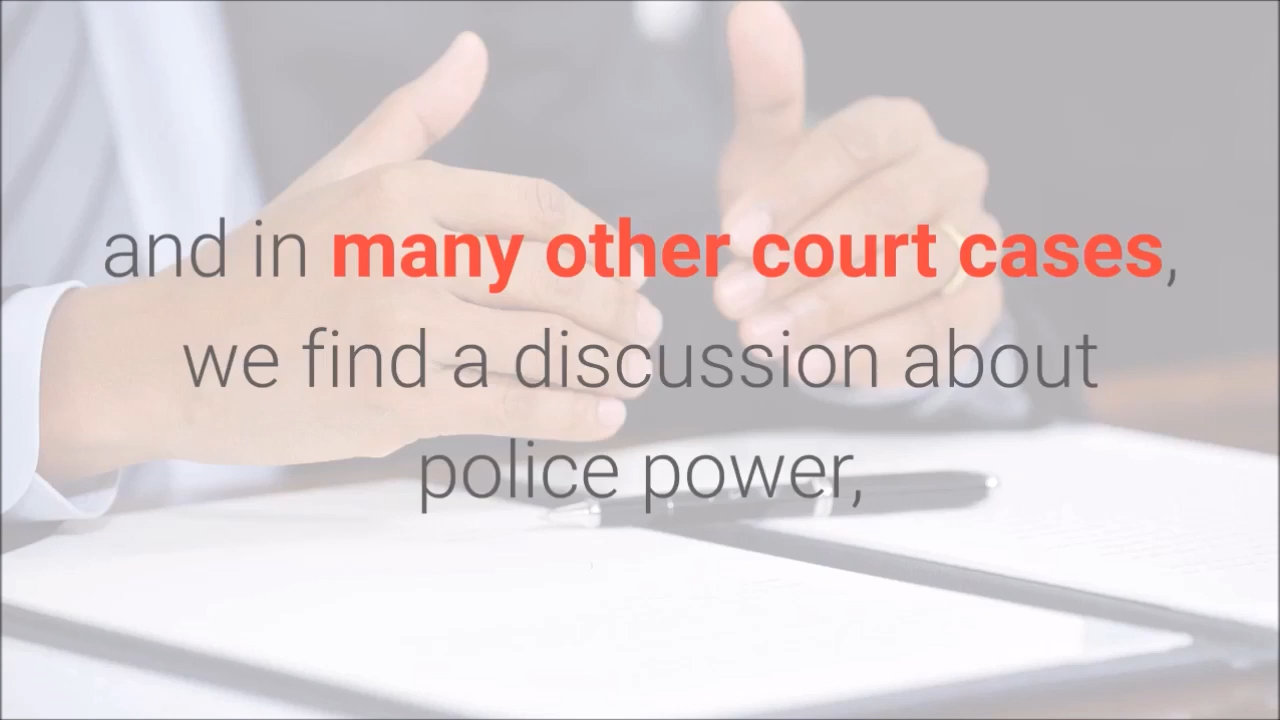 and in many other court cases,
we find a discussion about
police power,